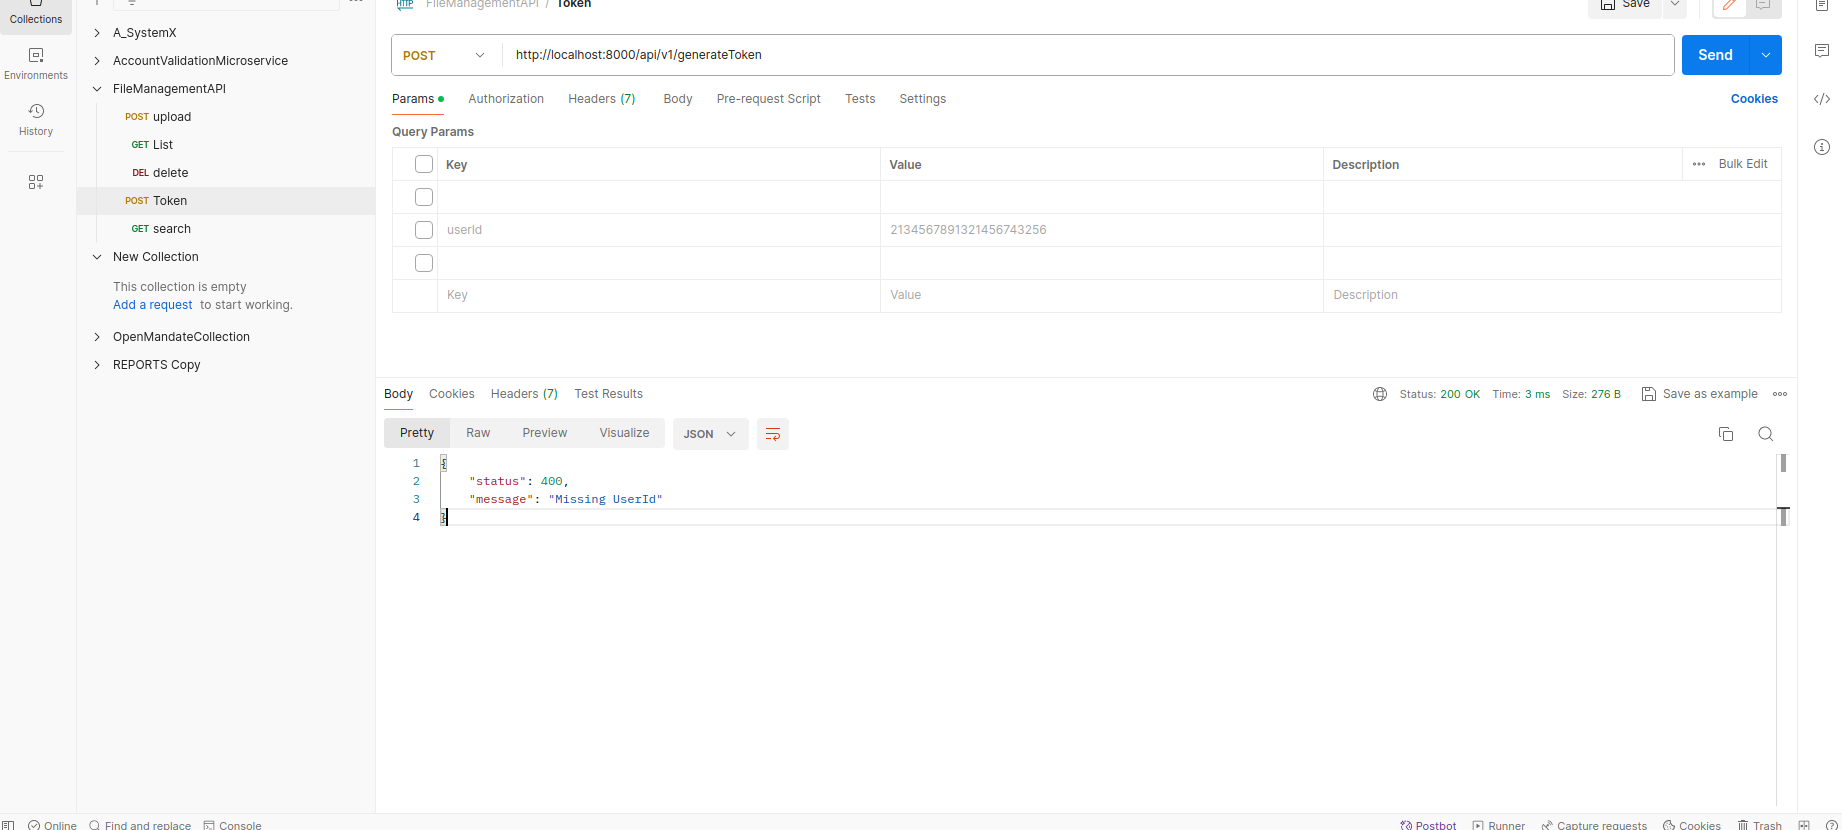 Collections
Environments
History
A_SystemX
AccountValidationMicroservice
FileManagementAPI
POST upload
GET List
DEL delete
POST Token
GET search
New Collection
This collection is empty
Add a request to start working.
OpenMandateCollection
REPORTS Copy
HTTP FileManagementAPI / Token
Save
POST http://localhost:8000/api/v1/generateToken
Send
Params Authorization Headers (7) Body Pre-request Script Tests Settings
Cookies
Query Params
Key Value Description ••• Bulk Edit
userId 2134567891321456743256
Key Value Description
Body Cookies Headers (7) Test Results
Status: 200 OK Time: 3 ms Size: 276 B Save as example
Pretty Raw Preview Visualize JSON
1 {
2 "status": 400,
3 "message": "Missing UserId"
4 }
Online Find and replace Console
Postbot Runner Capture requests Cookies Trash